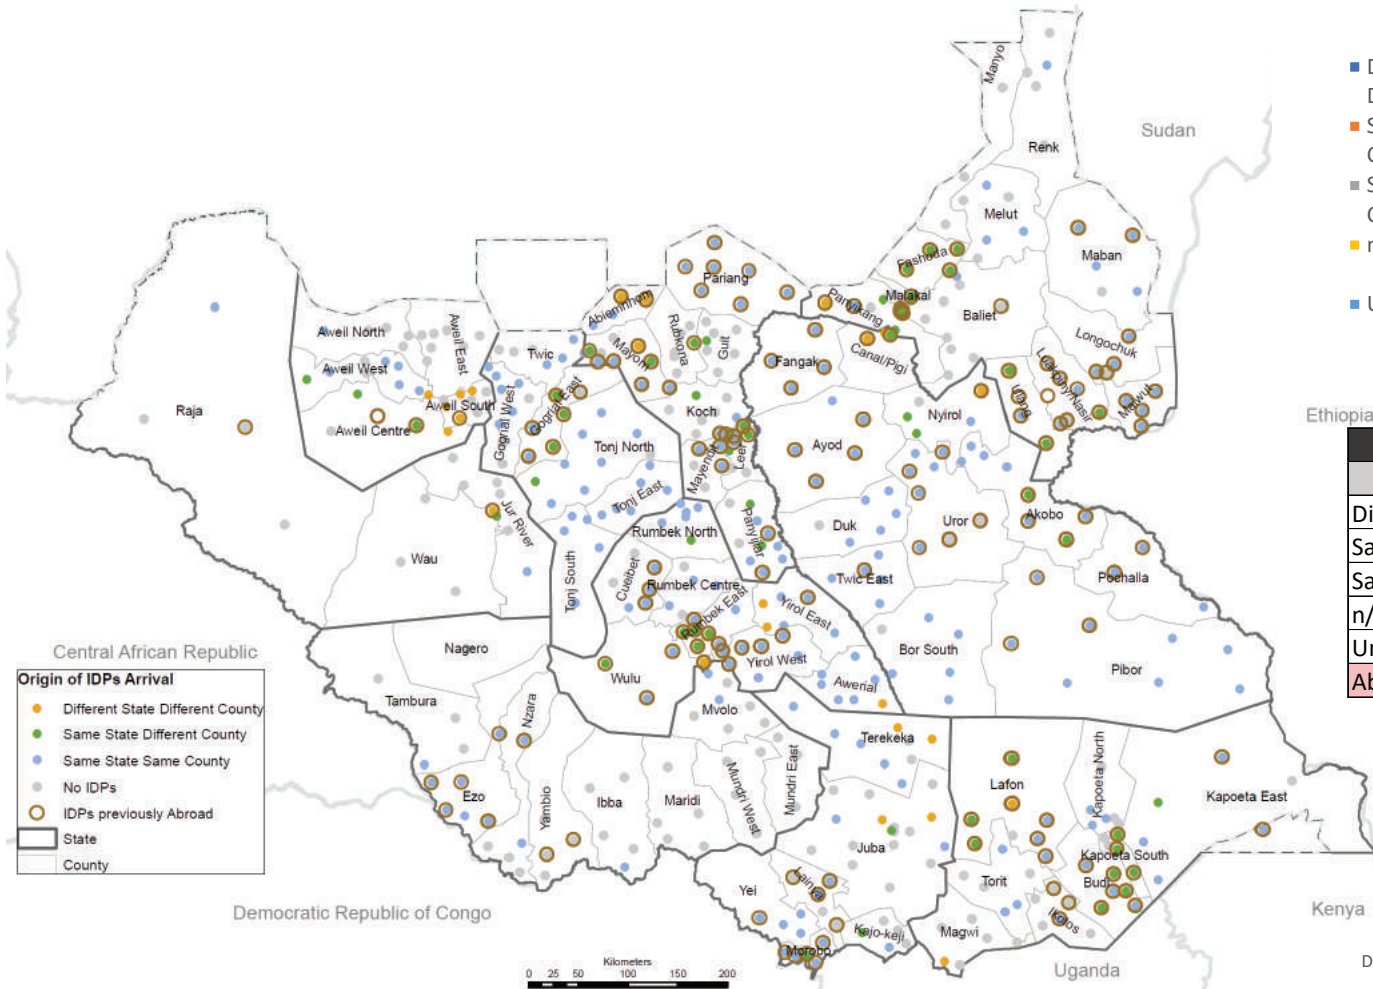 Sudan
Manyo
Renk
Melut
Maban
Fashoda
Malakal
Baliet
Panyikang
Longochuk
Luakpiny/Nasir
Maiwut
Ulang
Canal/Pigi
Fangak
Nyirol
Ayod
Akobo
Uror
Duk
Twic East
Pochalla
Bor South
Pibor
Pariang
Abiemnhom
Rubkona
Guit
Mayom
Koch
Mayendit
Leer
Panyijiar
Aweil North
Aweil East
Aweil West
Aweil South
Aweil Centre
Raja
Twic
Gogrial West
Gogrial East
Tonj North
Tonj East
Tonj South
Jur River
Wau
Rumbek North
Cueibet
Rumbek Centre
Rumbek East
Wulu
Yirol East
Yirol West
Awerial
Nagero
Tambura
Nzara
Ezo
Yambio
Ibba
Maridi
Mvolo
Mundri West
Mundri East
Terekeka
Juba
Yei
Lainya
Morobo
Kajo-keji
Magwi
Torit
Ikotos
Lafon
Budi
Kapoeta North
Kapoeta South
Kapoeta East
Central African Republic
Origin of IDPs Arrival
Different State Different County
Same State Different County
Same State Same County
No IDPs
IDPs previously Abroad
State
County
Democratic Republic of Congo
Kilometers
0 25 50 100 150 200
Uganda
Kenya
Ethiopia
D
D
S
C
S
C
r
U
Di
Sa
Sa
n/
Un
Ab
D